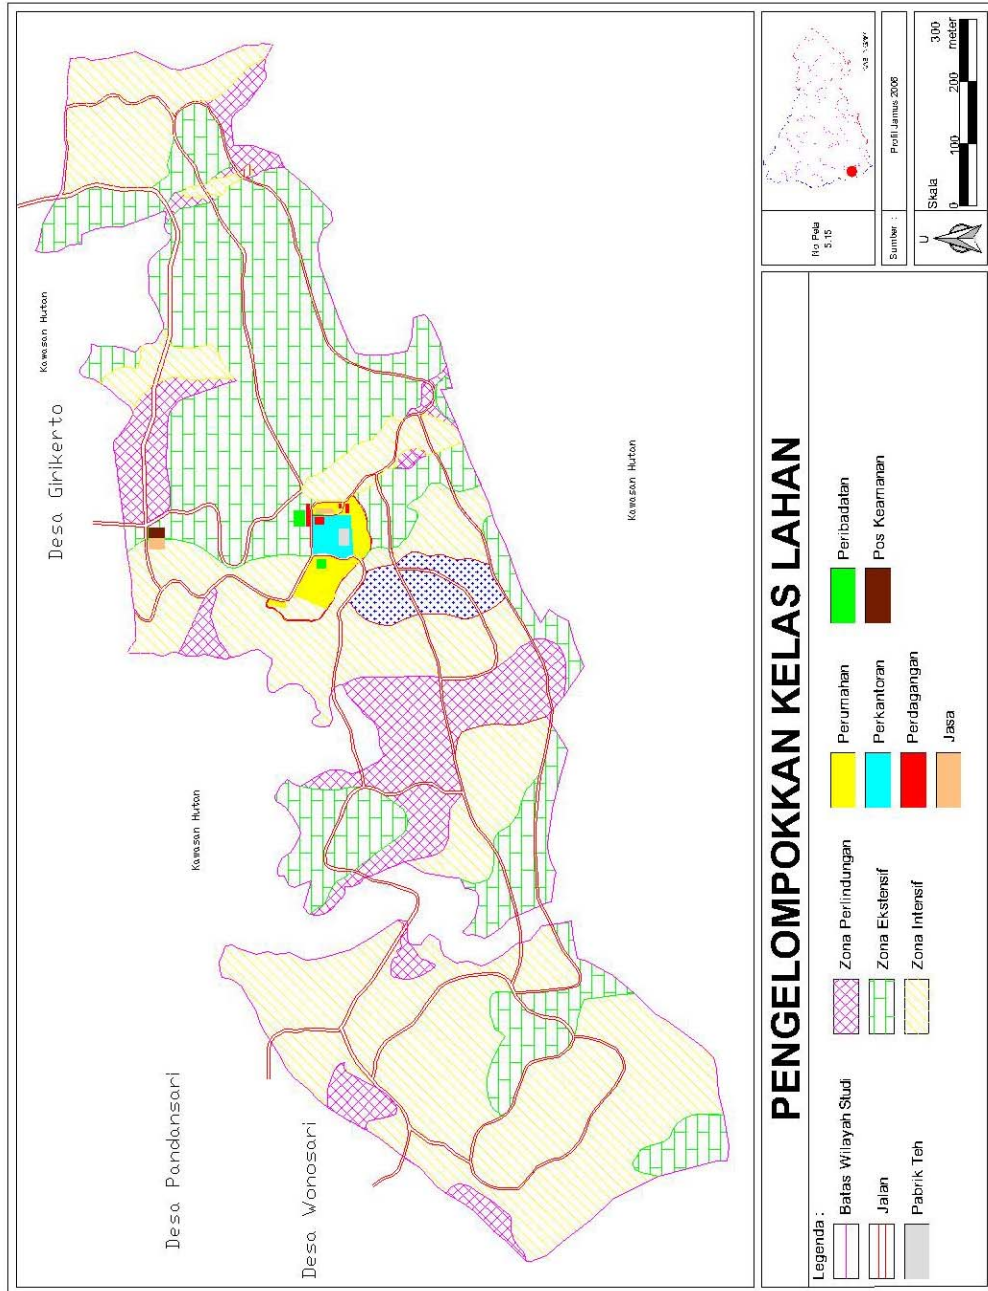 Desa Pandansari
Desa Wonosari
Kawasan Hutan
Desa Girikerto
Kawasan Hutan
Kawasan Hutan
PENGELOMPOKKAN KELAS LAHAN
Legenda :
Batas Wilayah Studi
Jalan
Pabrik Teh
Zona Perlindungan
Zona Ekstensif
Zona Intensif
Perumahan
Perkantoran
Perdagangan
Jasa
Peribadatan
Pos Keamanan
No Peta
5.15
Sumber :
Profil Jamus 2006
U
Skala
0 100 200 300
meter